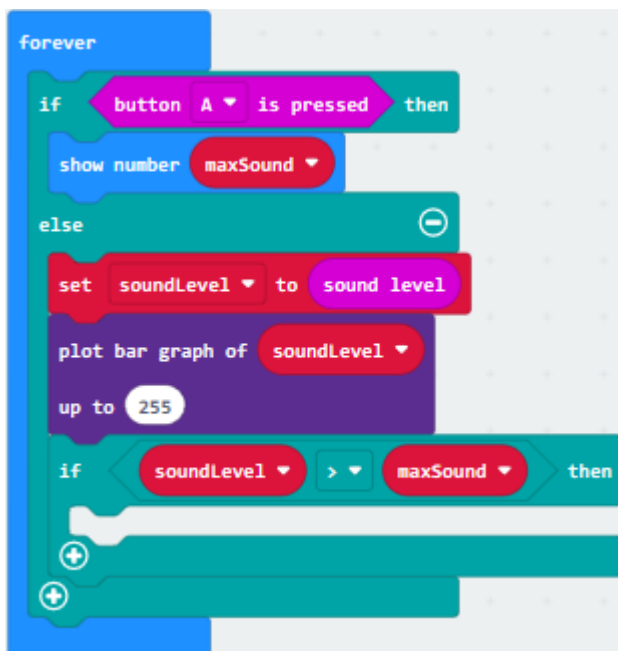 forever
if button A is pressed then
show number maxSound
else
set soundLevel to sound level
plot bar graph of soundLevel
up to 255
if soundLevel > maxSound then